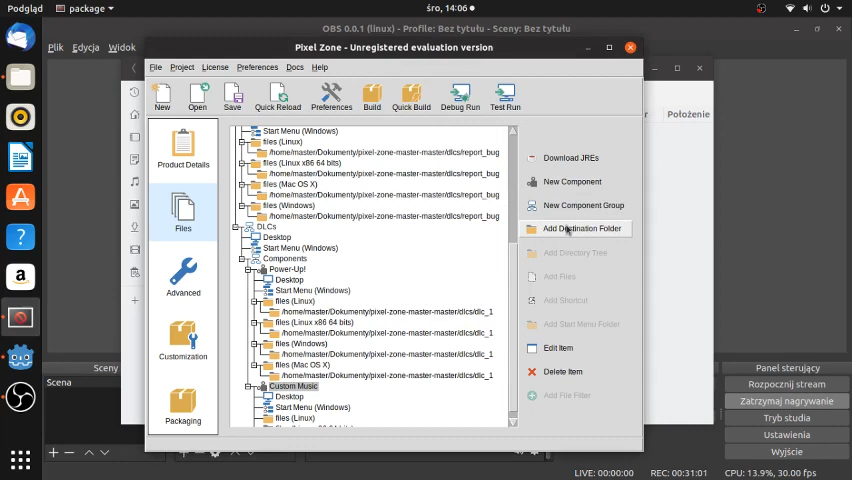 Podgląd
package
śro, 14:06
OBS 0.0.1 (linux) - Profile: Bez tytułu - Sceny: Bez tytułu
Plik Edycja Widok
Pixel Zone - Unregistered evaluation version
File Project License Preferences Docs Help
New Open Save Quick Reload Preferences Build Quick Build Debug Run Test Run
Położenie
Product Details
Files
Advanced
Customization
Packaging
Start Menu (Windows)
files (Linux)
/home/master/Dokumenty/pixel-zone-master-master/dlcs/report_bug
files (Linux x86 64 bits)
/home/master/Dokumenty/pixel-zone-master-master/dlcs/report_bug
files (Mac OS X)
/home/master/Dokumenty/pixel-zone-master-master/dlcs/report_bug
files (Windows)
/home/master/Dokumenty/pixel-zone-master-master/dlcs/report_bug
DLCs
Desktop
Start Menu (Windows)
Components
Power-Up!
Desktop
Start Menu (Windows)
files (Linux)
/home/master/Dokumenty/pixel-zone-master-master/dlcs/dlc_1
files (Linux x86 64 bits)
/home/master/Dokumenty/pixel-zone-master-master/dlcs/dlc_1
files (Windows)
/home/master/Dokumenty/pixel-zone-master-master/dlcs/dlc_1
files (Mac OS X)
/home/master/Dokumenty/pixel-zone-master-master/dlcs/dlc_1
Custom Music
Desktop
Start Menu (Windows)
files (Linux)
Download JREs
New Component
New Component Group
Add Destination Folder
Add Directory Tree
Add Files
Add Shortcut
Add Start Menu Folder
Edit Item
Delete Item
Add File Filter
Sceny
Scena
Panel sterujący
Rozpocznij stream
Zatrzymaj nagrywanie
Tryb studia
Ustawienia
Wyjście
LIVE: 00:00:00 REC: 00:31:01 CPU: 13.9%, 30.00 fps